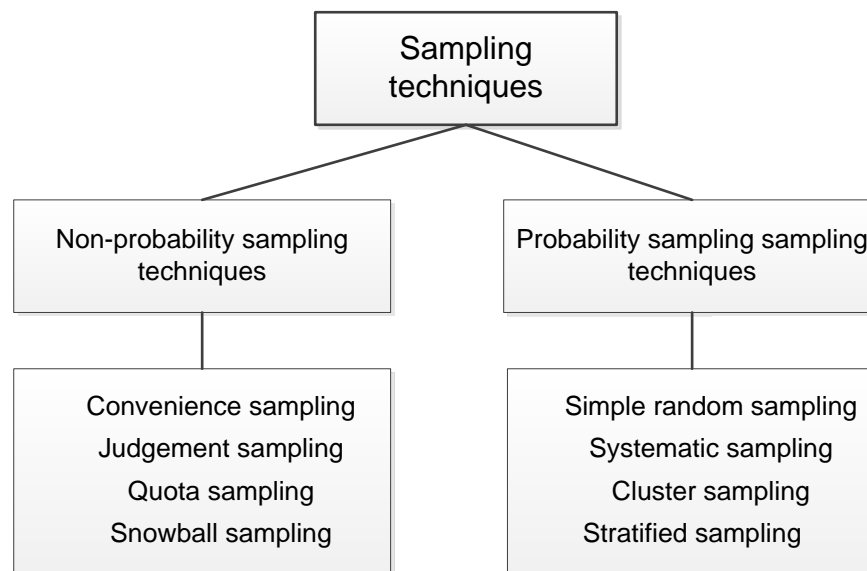 Sampling
techniques
Non-probability sampling
techniques
Probability sampling sampling
techniques
Convenience sampling
Judgement sampling
Quota sampling
Snowball sampling
Simple random sampling
Systematic sampling
Cluster sampling
Stratified sampling